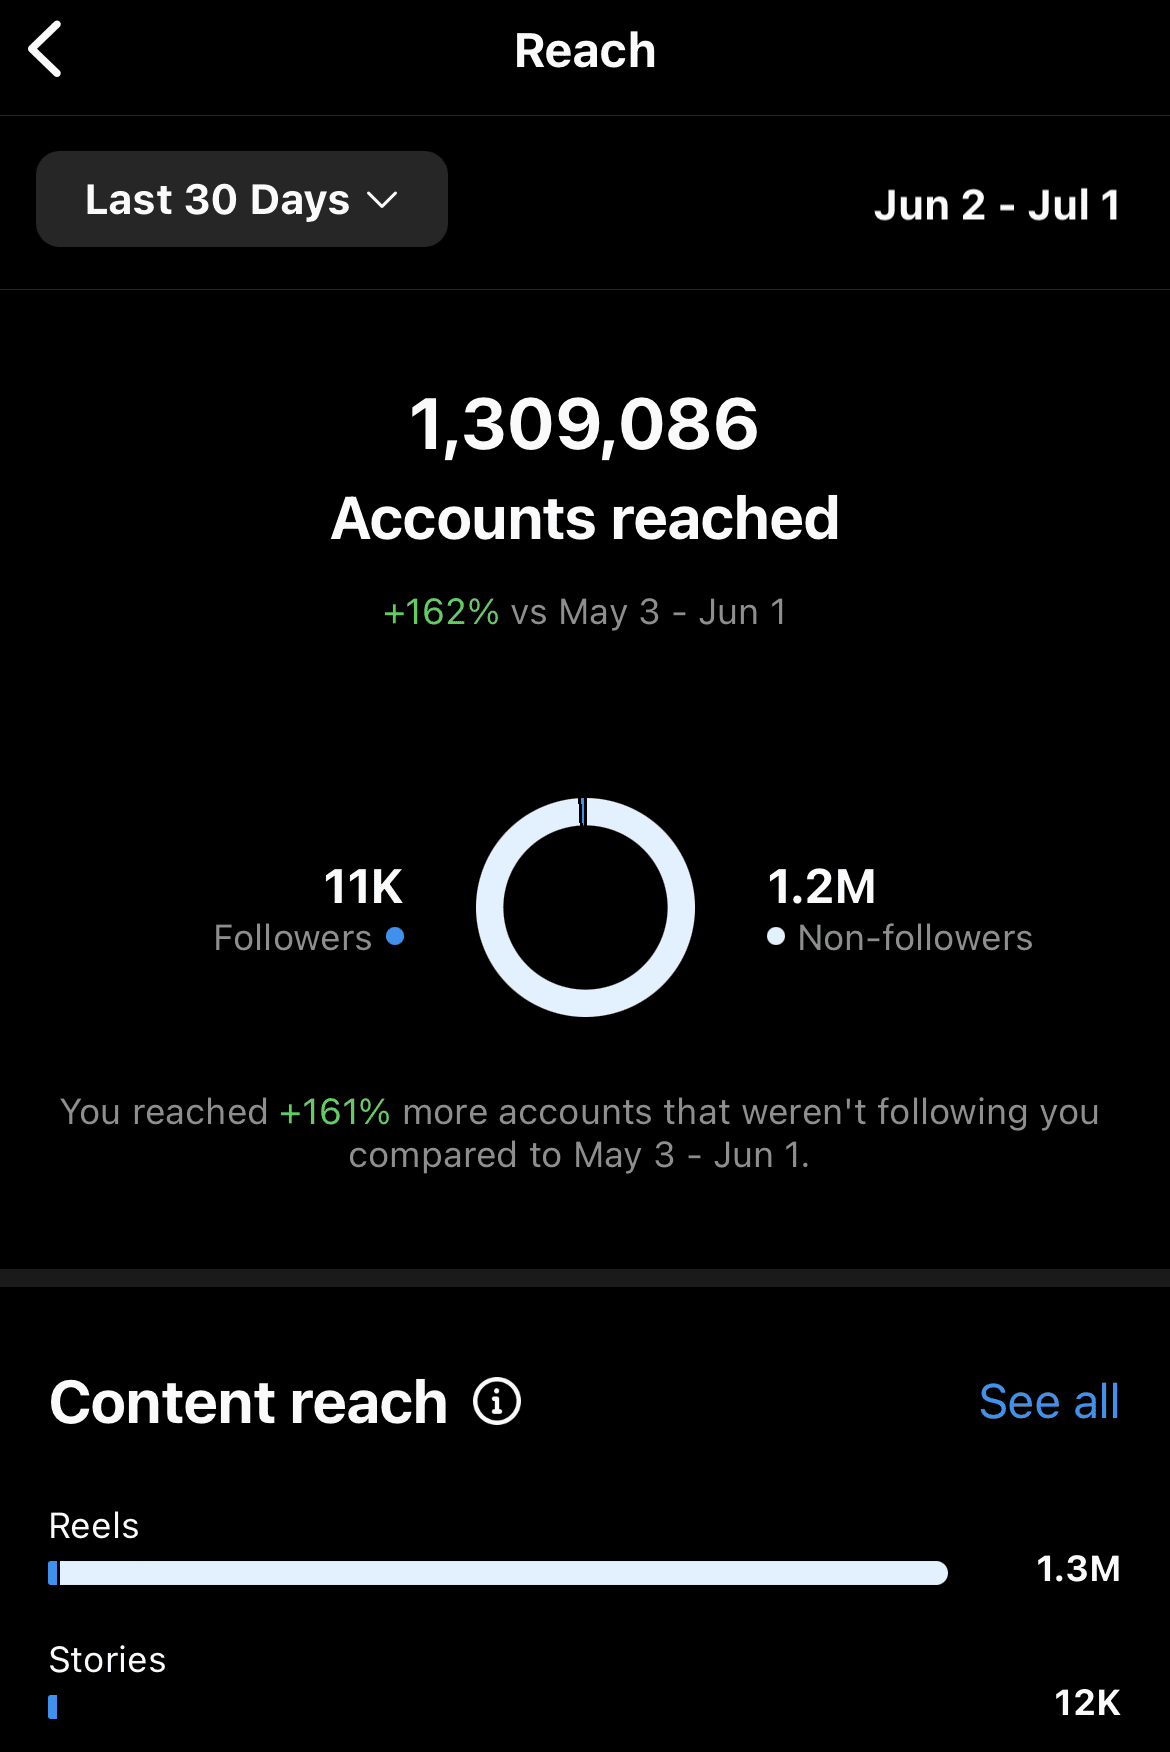 Reach
Last 30 Days
Jun 2 - Jul 1
1,309,086
Accounts reached
+162% vs May 3 - Jun 1
11K
Followers
1.2M
Non-followers
You reached +161% more accounts that weren't following you
compared to May 3 - Jun 1.
Content reach
See all
Reels
1.3M
Stories
12K